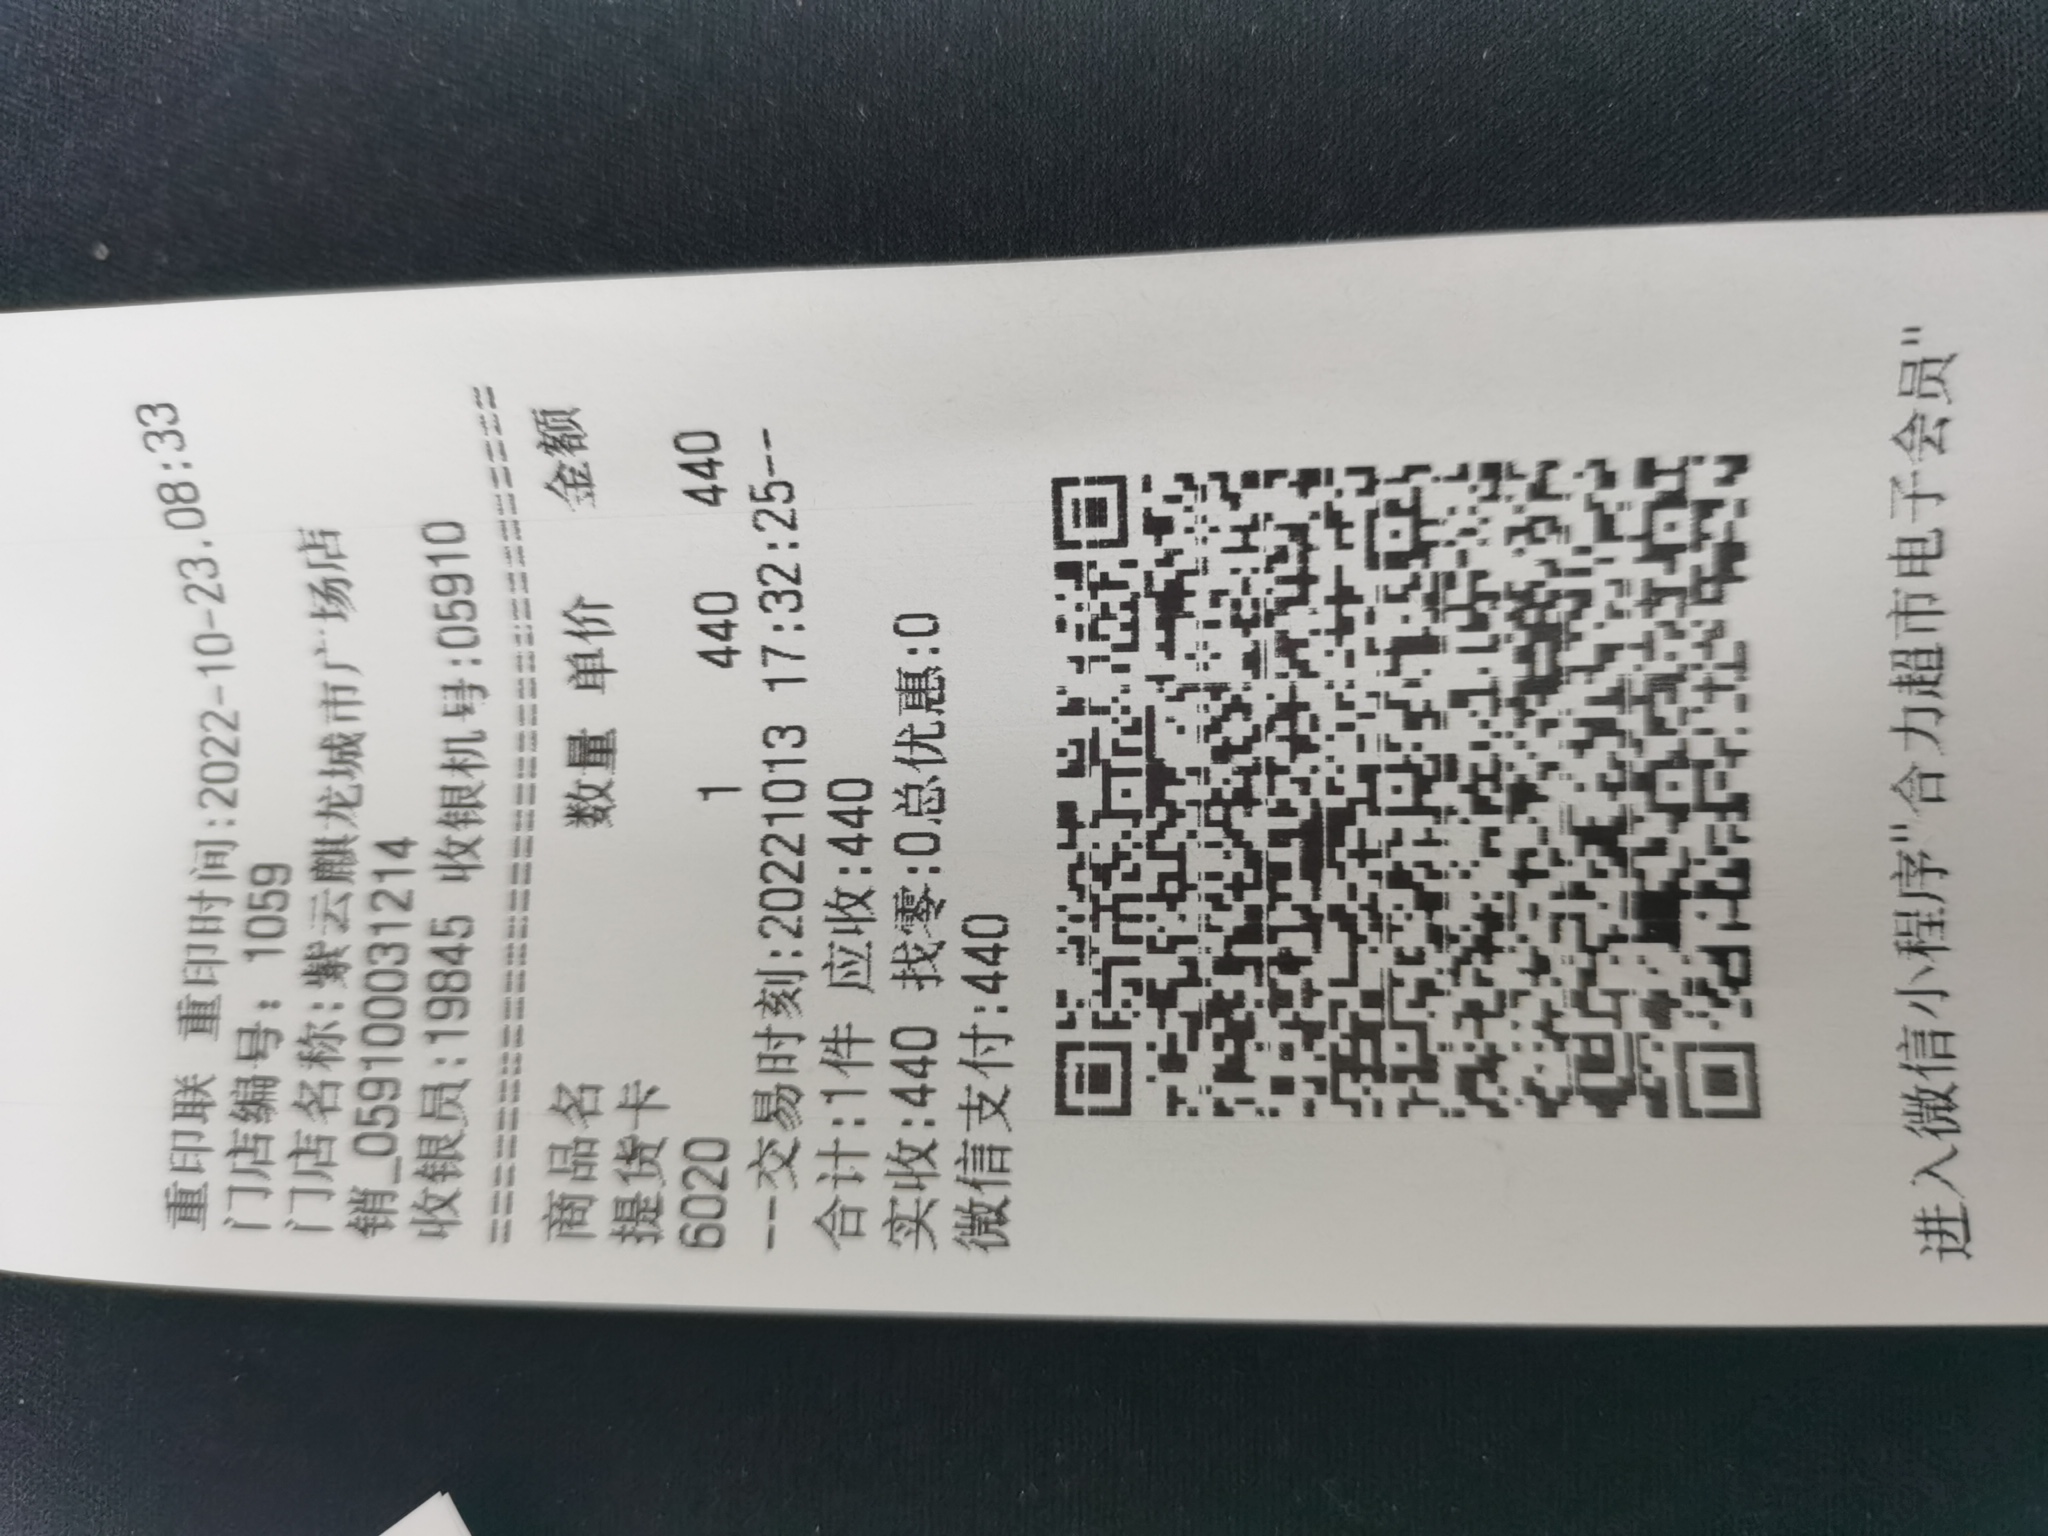 重印联 重印时间:2022-10-23.08:33
门店编号: 1059
门店名称:紫云麒龙城市广场店
销_059100031214
收银员:19845 收银机号:05910
商品名 数量 单价 金额
提货卡
6020 1 440 440
--交易时刻:20221013 17:32:25--
合计:1件 应收:440
实收:440 找零:0总优惠:0
微信支付:440
进入微信小程序"合力超市电子会员"